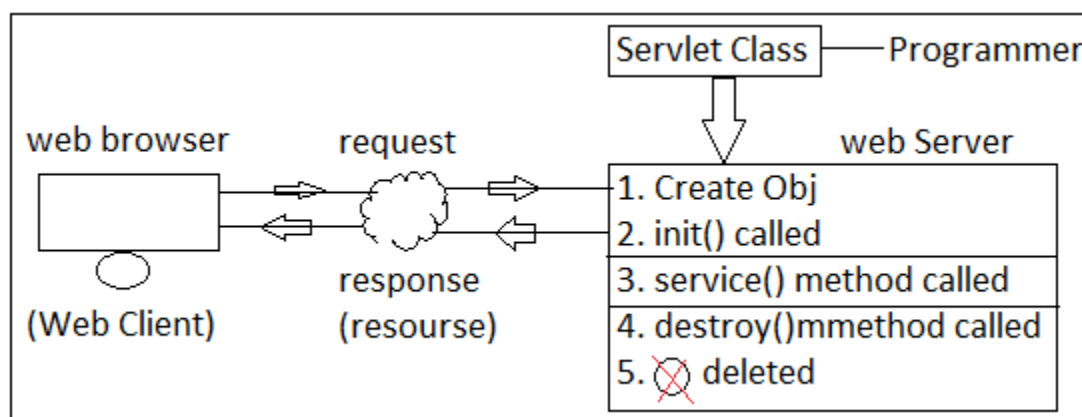 Servlet Class
Programmer
web browser
request
web Server
1. Create Obj
2. init() called
3. service() method called
response
(resourse)
(Web Client)
4. destroy()mmethod called
5. deleted